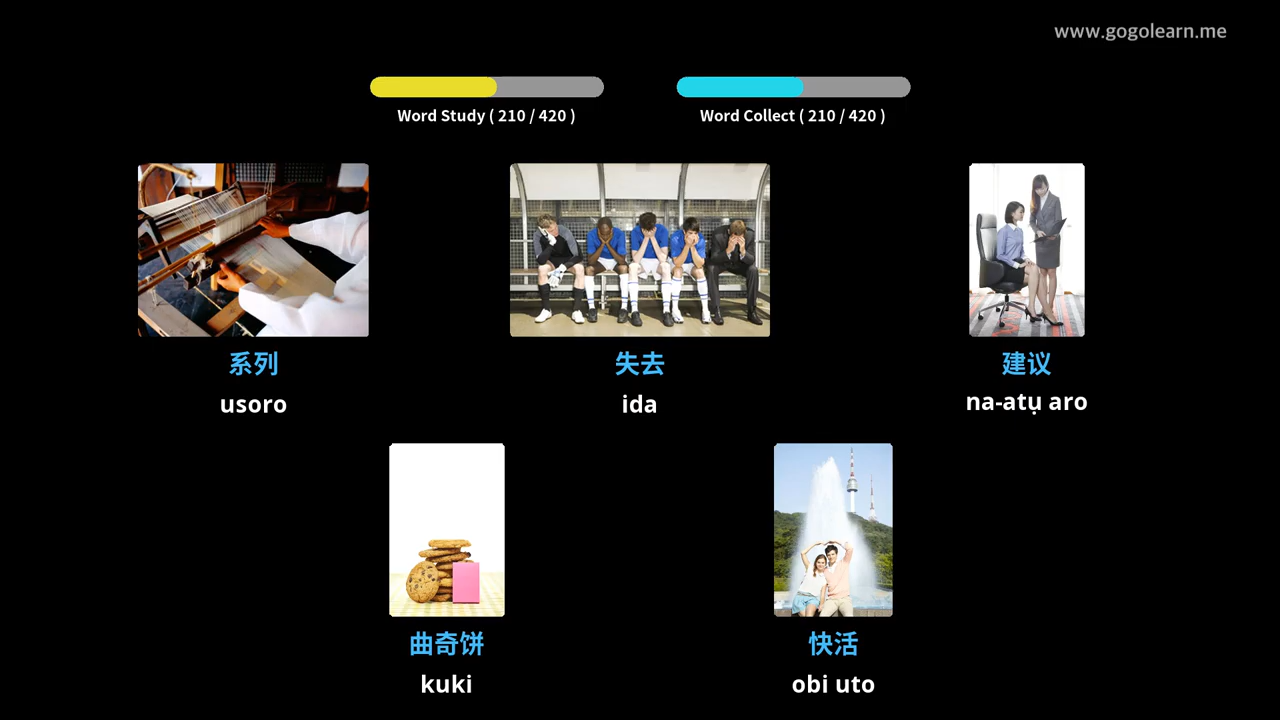 www.gogolearn.me
Word Study ( 210 / 420 )
Word Collect ( 210 / 420 )
系列
usoro
失去
ida
建议
na-atụ aro
曲奇饼
kuki
快活
obi uto